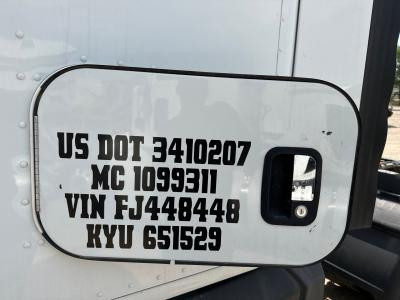 US DOT 3410207
MC 1099311
VIN FJ448448
KYU 651529